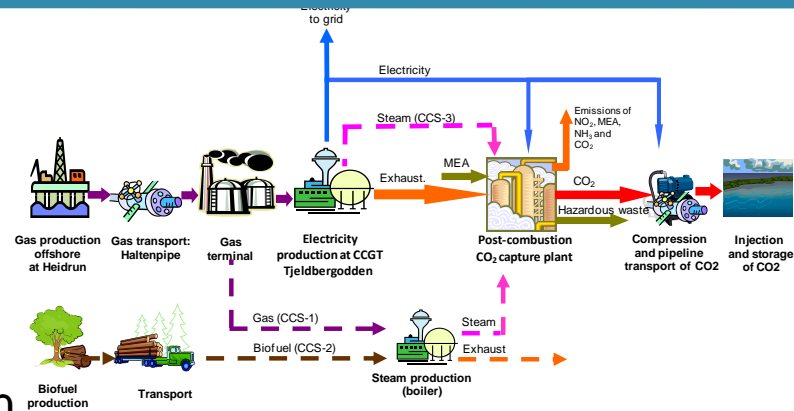 Electricity
to grid
Electricity
Steam (CCS-3)
Emissions of
NO2, MEA,
NH3 and
CO2
MEA
Exhaust.
CO2
Hazardous waste
Gas production
offshore
at Heidrun
Gas transport:
Haltenpipe
Gas
terminal
Electricity
production at CCGT
Tjeldbergodden
Post-combustion
CO2 capture plant
Compression
and pipeline
transport of CO2
Injection
and storage
of CO2
Gas (CCS-1)
Steam
Biofuel (CCS-2)
Exhaust
Steam production
(boiler)
Biofuel
production
Transport